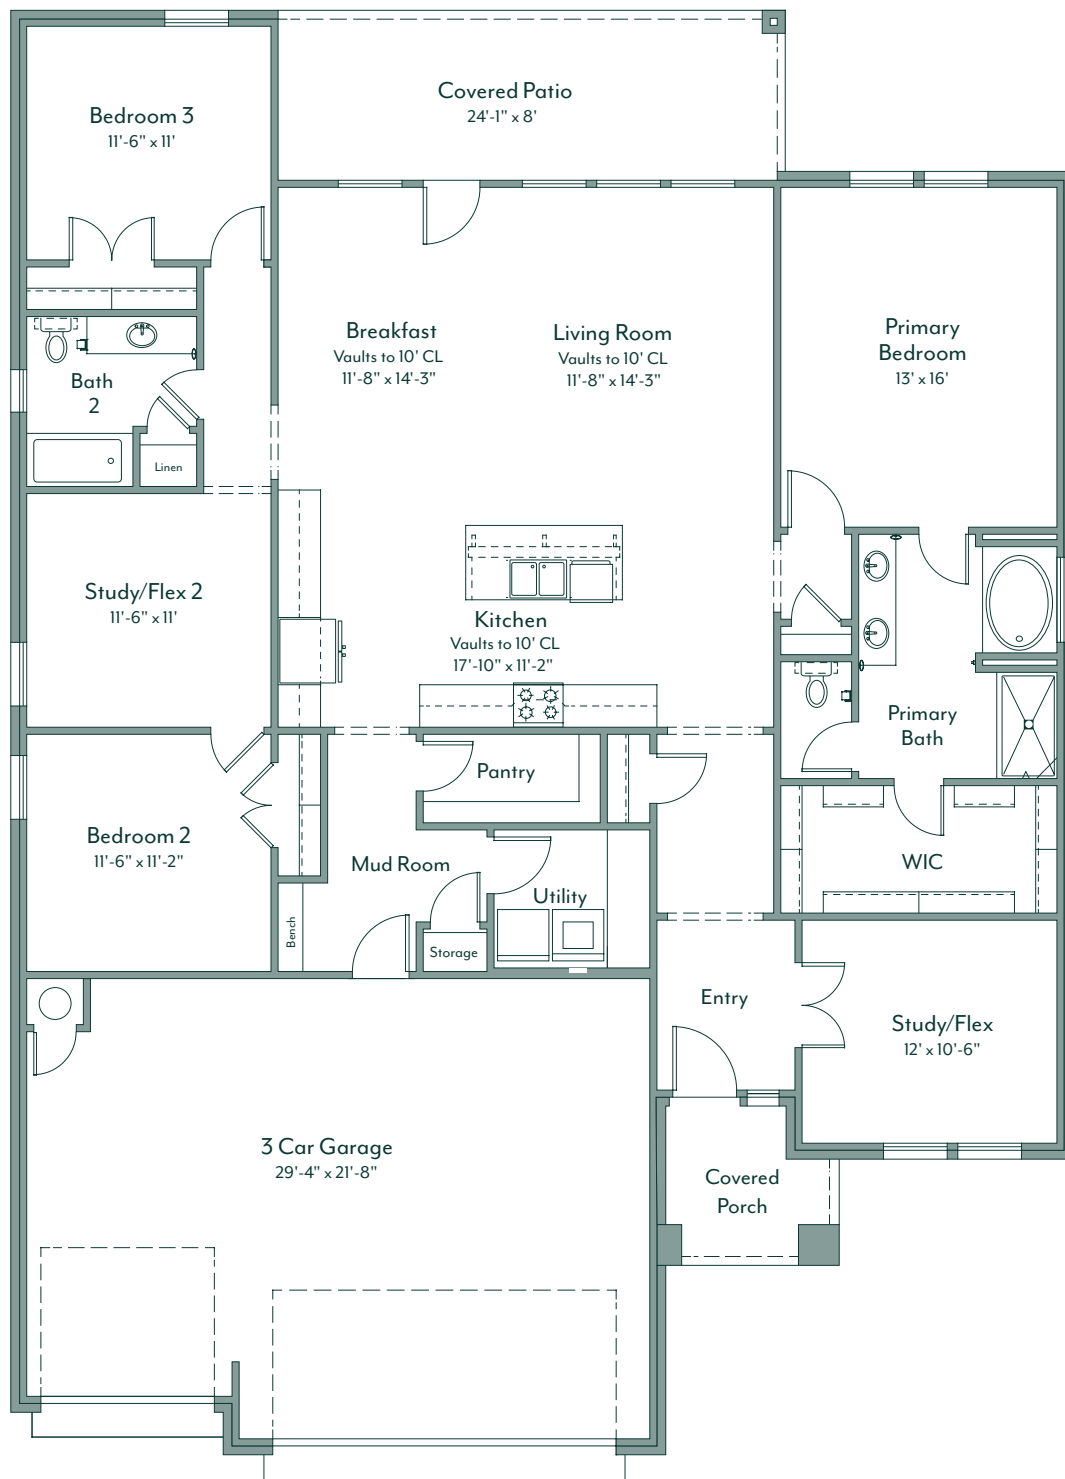 Covered Patio
24'-1" x 8'
Bedroom 3
11'-6" x 11'
Breakfast
Vaults to 10' CL
11'-8" x 14'-3"
Living Room
Vaults to 10' CL
11'-8" x 14'-3"
Primary
Bedroom
13' x 16'
Bath
2
Linen
Study/Flex 2
11'-6" x 11'
Kitchen
Vaults to 10' CL
17'-10" x 11'-2"
Primary
Bath
Pantry
Bedroom 2
11'-6" x 11'-2"
Mud Room
WIC
Utility
Bench
Storage
Entry
Study/Flex
12' x 10'-6"
3 Car Garage
29'-4" x 21'-8"
Covered
Porch